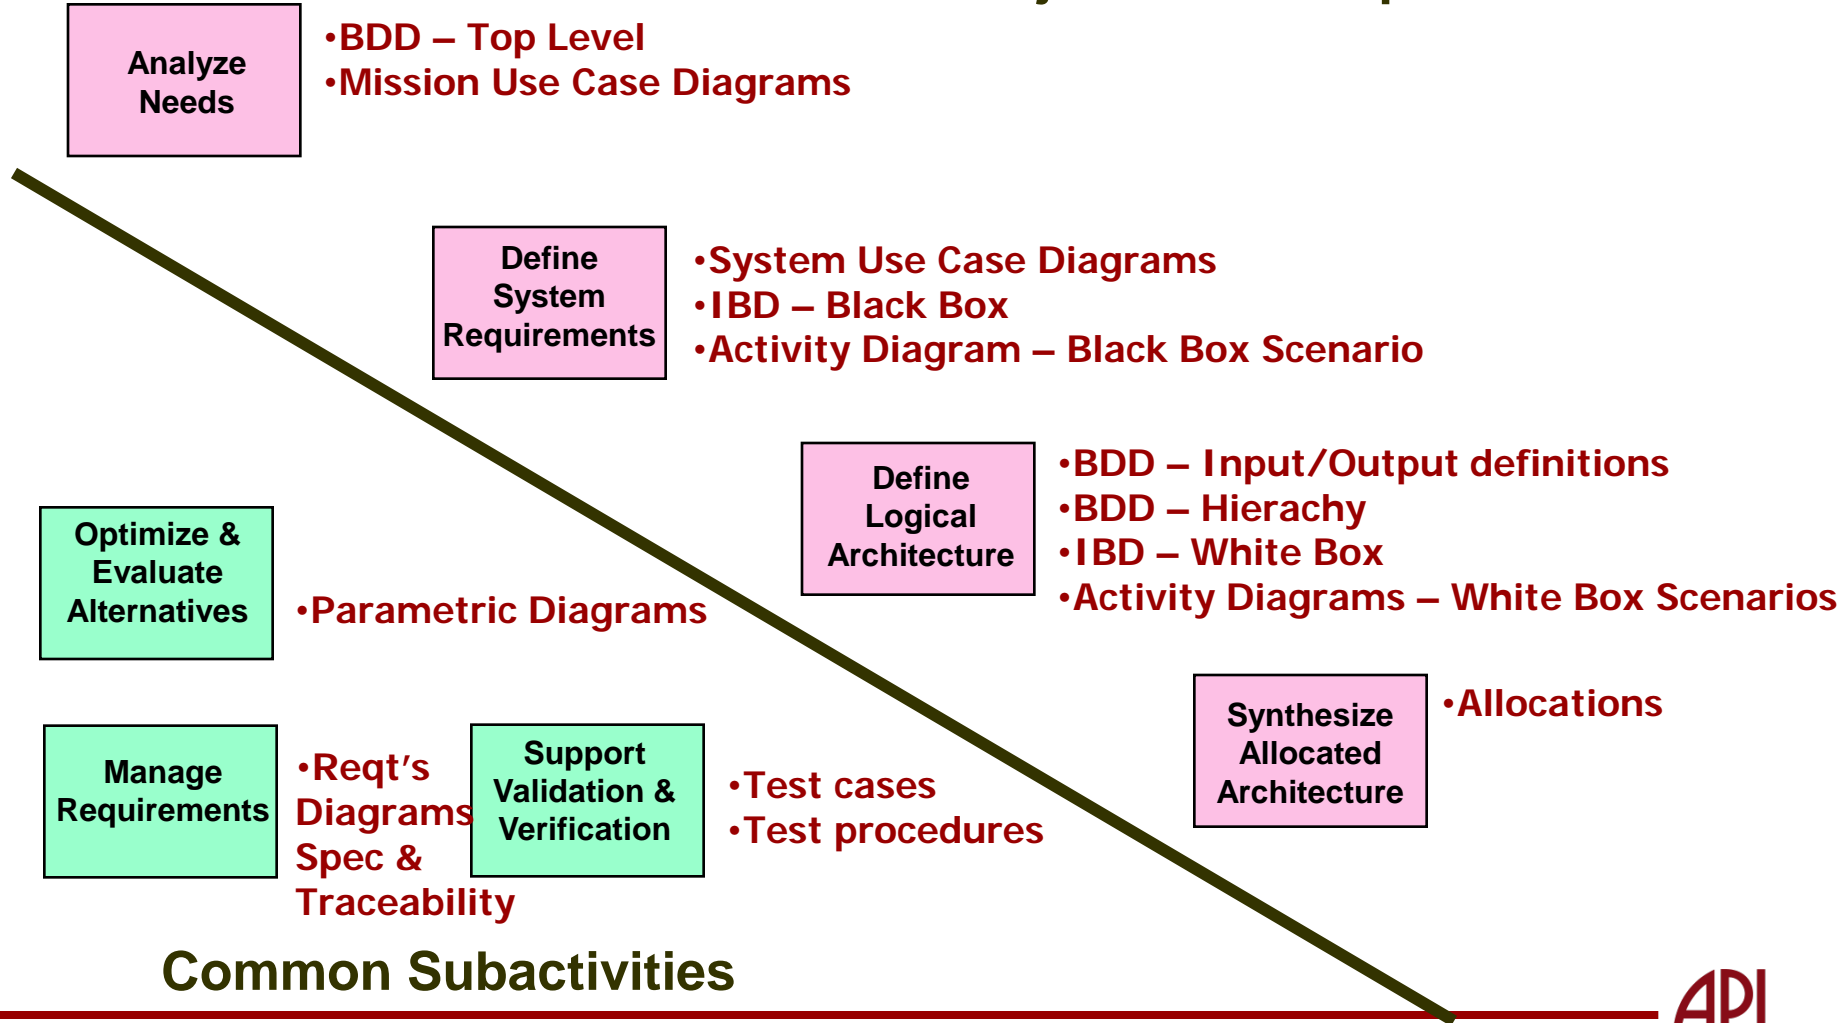 Analyze
Needs
•BDD – Top Level
•Mission Use Case Diagrams
Define
System
Requirements
•System Use Case Diagrams
•IBD – Black Box
•Activity Diagram – Black Box Scenario
Define
Logical
Architecture
•BDD – Input/Output definitions
•BDD – Hierachy
•IBD – White Box
•Activity Diagrams – White Box Scenarios
Optimize &
Evaluate
Alternatives
•Parametric Diagrams
Synthesize
Allocated
Architecture
•Allocations
Manage
Requirements
•Reqt's
Diagrams
Spec &
Traceability
Support
Validation &
Verification
•Test cases
•Test procedures
Common Subactivities